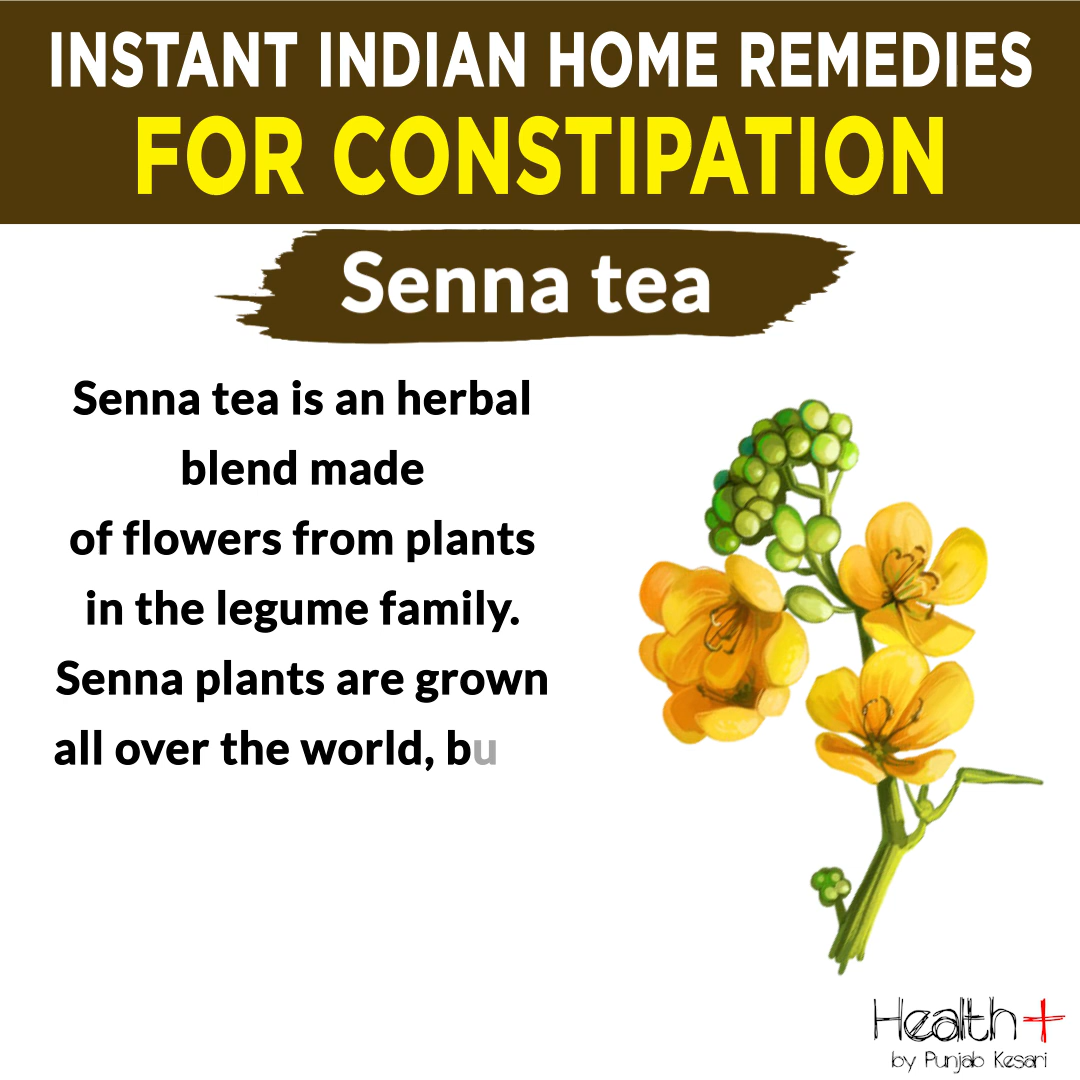 INSTANT INDIAN HOME REMEDIES
FOR CONSTIPATION
Senna tea
Senna tea is an herbal
blend made
of flowers from plants
in the legume family.
Senna plants are grown
all over the world, bu
Health+
by Punjab Kesari